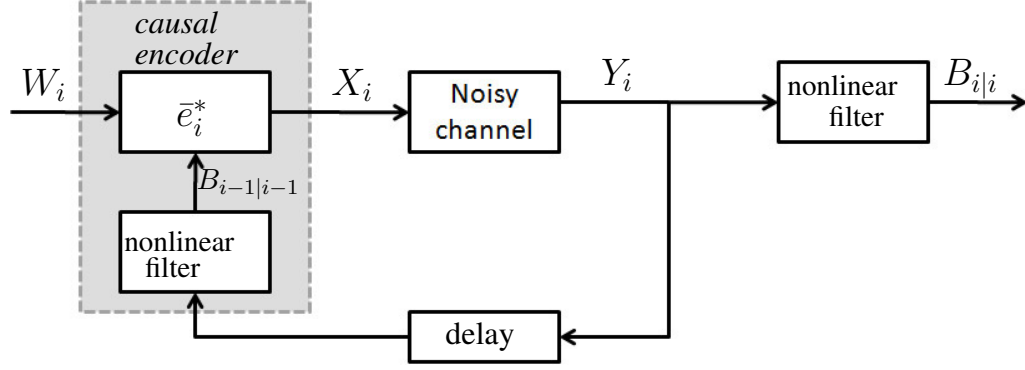 causal
encoder
W_i
ē_i^*
X_i
Noisy
channel
Y_i
nonlinear
filter
B_{i|i}
B_{i-1|i-1}
nonlinear
filter
delay